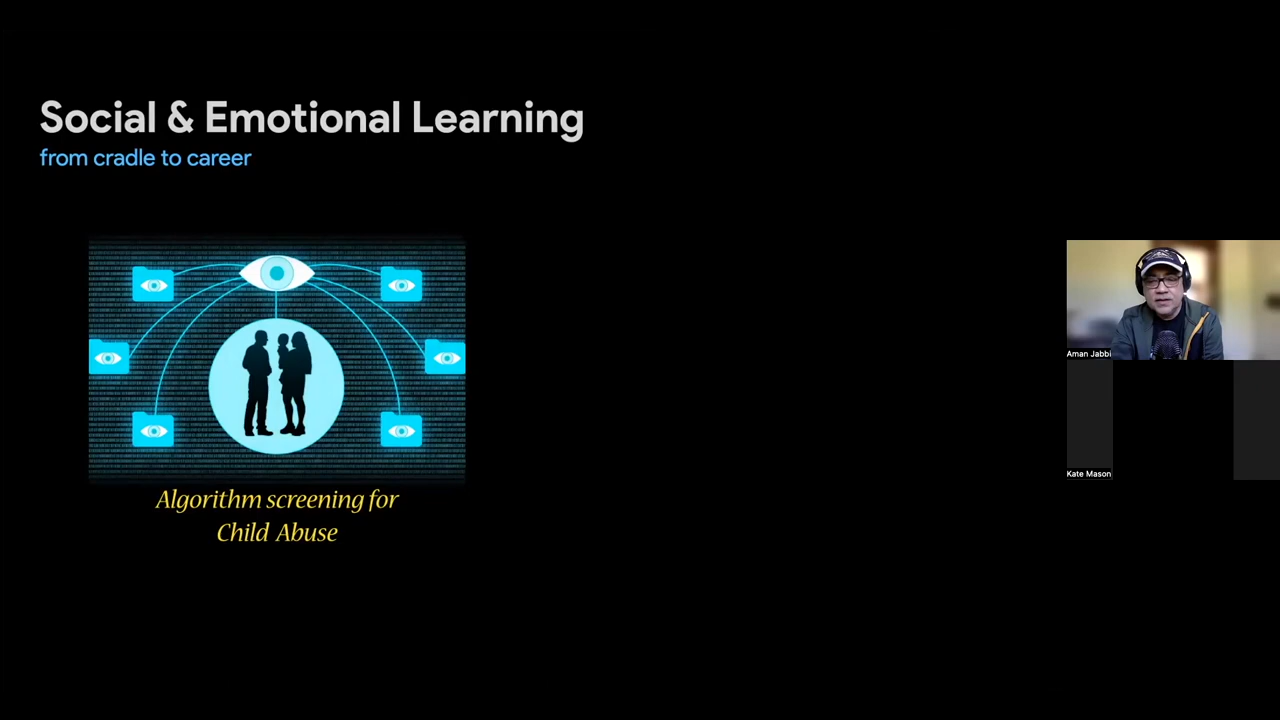 Social & Emotional Learning
from cradle to career
Algorithm screening for
Child Abuse
Aman Jabbi
Kate Mason